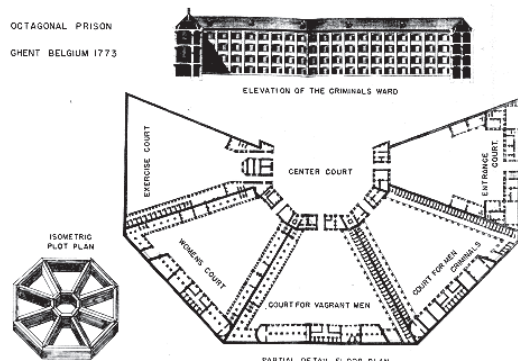 OCTAGONAL PRISON
GHENT BELGIUM 1773
ELEVATION OF THE CRIMINALS WARD
EXERCISE COURT
CENTER COURT
ENTRANCE COURT
ISOMETRIC
PLOT PLAN
WOMENS COURT
COURT FOR VAGRANT MEN
COURT FOR MEN
CRIMINALS
PARTIAL DETAIL FLOOR PLAN